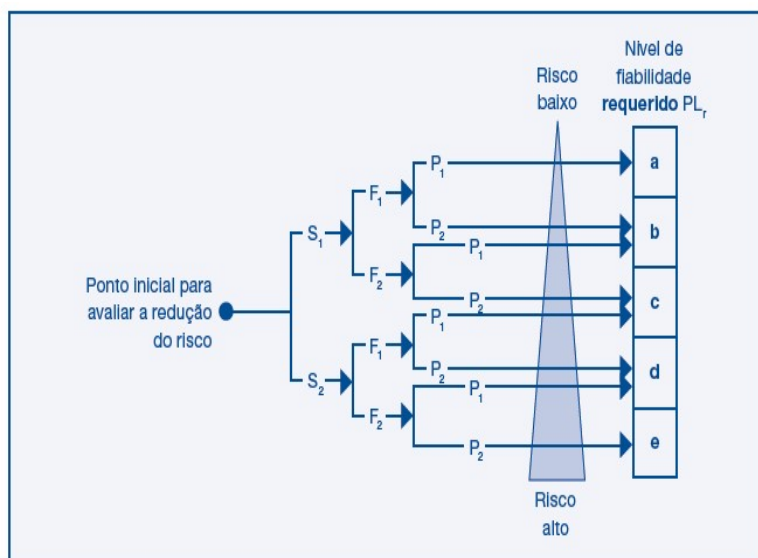 Nível de
fiabilidade
requerido PLr
Risco
baixo
P1
a
F1
P2
b
S1
P1
F2
P2
c
Ponto inicial para
avaliar a redução
do risco
P1
F1
P2
d
S2
P1
F2
P2
e
Risco
alto